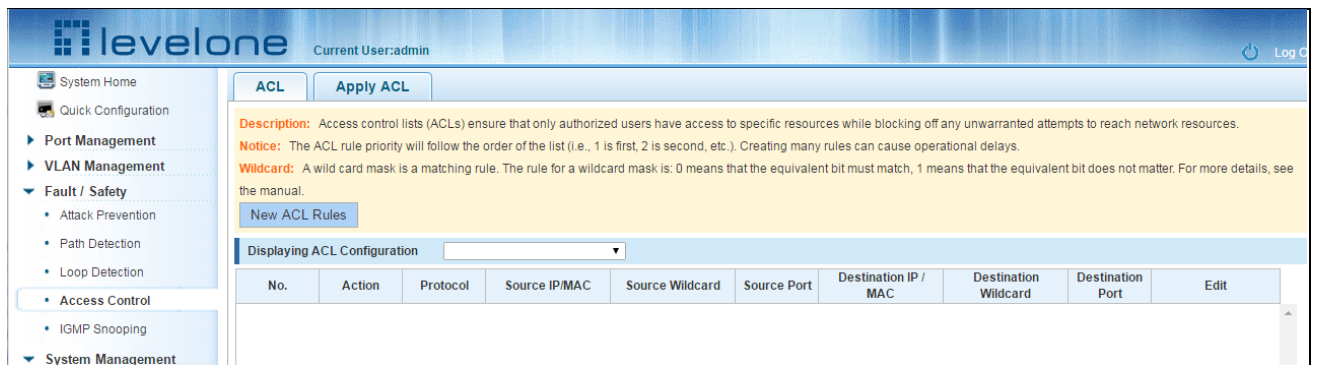 levelone
Current User:admin
Log
System Home
Quick Configuration
Port Management
VLAN Management
Fault / Safety
Attack Prevention
Path Detection
Loop Detection
Access Control
IGMP Snooping
System Management
ACL
Apply ACL
Description: Access control lists (ACLs) ensure that only authorized users have access to specific resources while blocking off any unwarranted attempts to reach network resources.
Notice: The ACL rule priority will follow the order of the list (i.e., 1 is first, 2 is second, etc.). Creating many rules can cause operational delays.
Wildcard: A wild card mask is a matching rule. The rule for a wildcard mask is: 0 means that the equivalent bit must match, 1 means that the equivalent bit does not matter. For more details, see
the manual.
New ACL Rules
Displaying ACL Configuration
No.
Action
Protocol
Source IP/MAC
Source Wildcard
Source Port
Destination IP /
MAC
Destination
Wildcard
Destination
Port
Edit